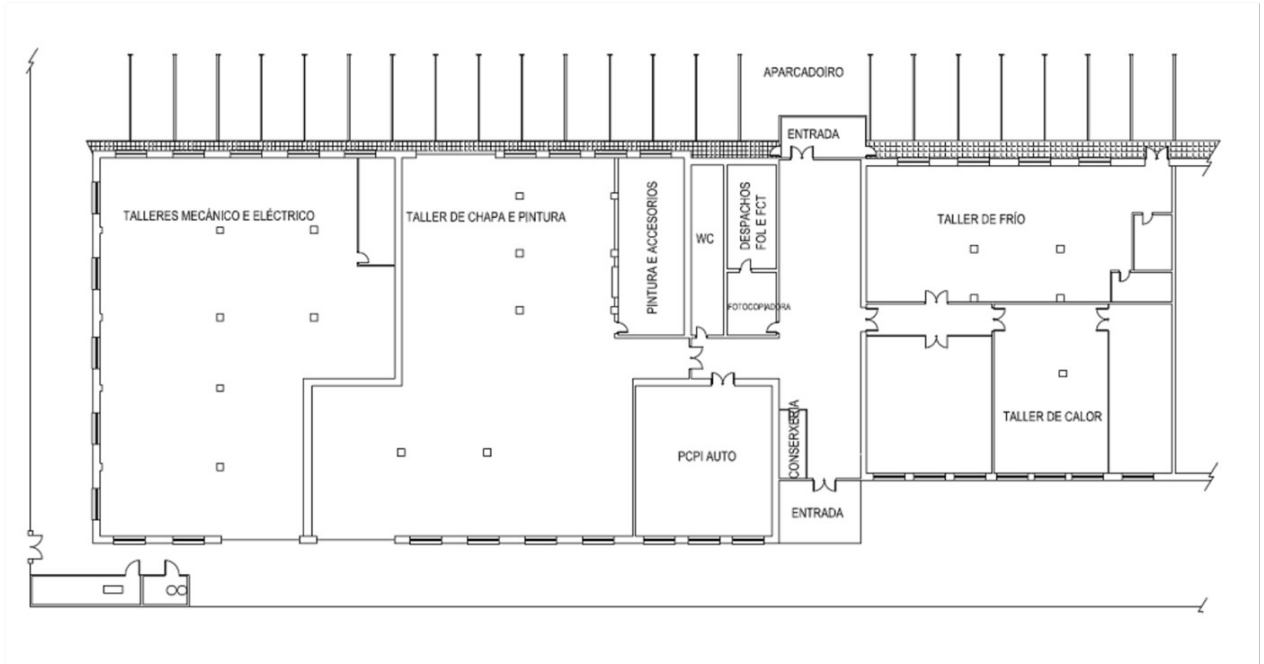 APARCADOIRO
ENTRADA
TALLERES MECÁNICO E ELÉCTRICO
TALLER DE CHAPA E PINTURA
PINTURA E ACCESORIOS
WC
DESPACHOS
FOL E FCT
TALLER DE FRÍO
FOTOCOPIADORA
CONSERXERIA
TALLER DE CALOR
PCPI AUTO
ENTRADA